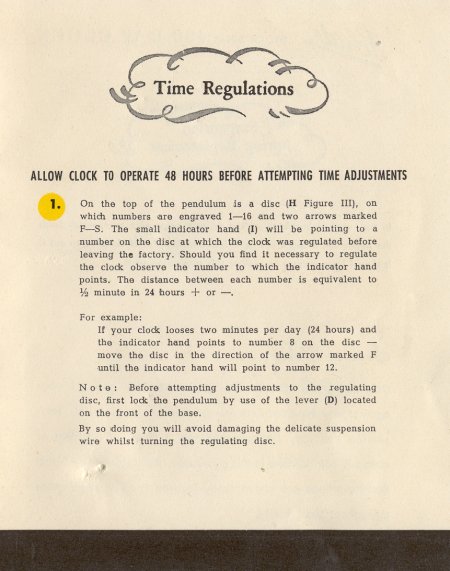 Time Regulations
ALLOW CLOCK TO OPERATE 48 HOURS BEFORE ATTEMPTING TIME ADJUSTMENTS
1. On the top of the pendulum is a disc (H Figure III), on
which numbers are engraved 1—16 and two arrows marked
F—S. The small indicator hand (I) will be pointing to a
number on the disc at which the clock was regulated before
leaving the factory. Should you find it necessary to regulate
the clock observe the number to which the indicator hand
points. The distance between each number is equivalent to
½ minute in 24 hours + or —.
For example:
If your clock looses two minutes per day (24 hours) and
the indicator hand points to number 8 on the disc —
move the disc in the direction of the arrow marked F
until the indicator hand will point to number 12.
Note: Before attempting adjustments to the regulating
disc, first lock the pendulum by use of the lever (D) located
on the front of the base.
By so doing you will avoid damaging the delicate suspension
wire whilst turning the regulating disc.